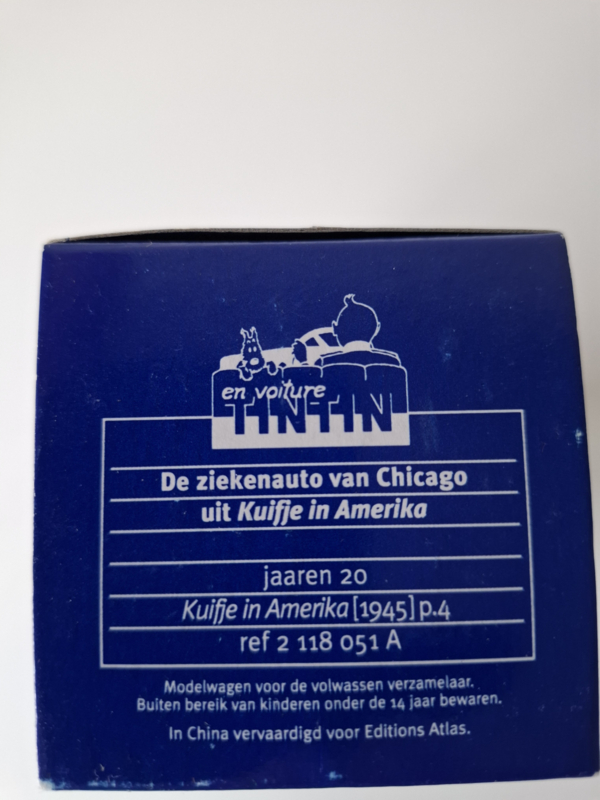 en voiture
TINTIN
De ziekenauto van Chicago
uit Kuifje in Amerika
jaaren 20
Kuifje in Amerika [1945] p.4
ref 2 118 051 A
Modelwagen voor de volwassen verzamelaar.
Buiten bereik van kinderen onder de 14 jaar bewaren.
In China vervaardigd voor Editions Atlas.